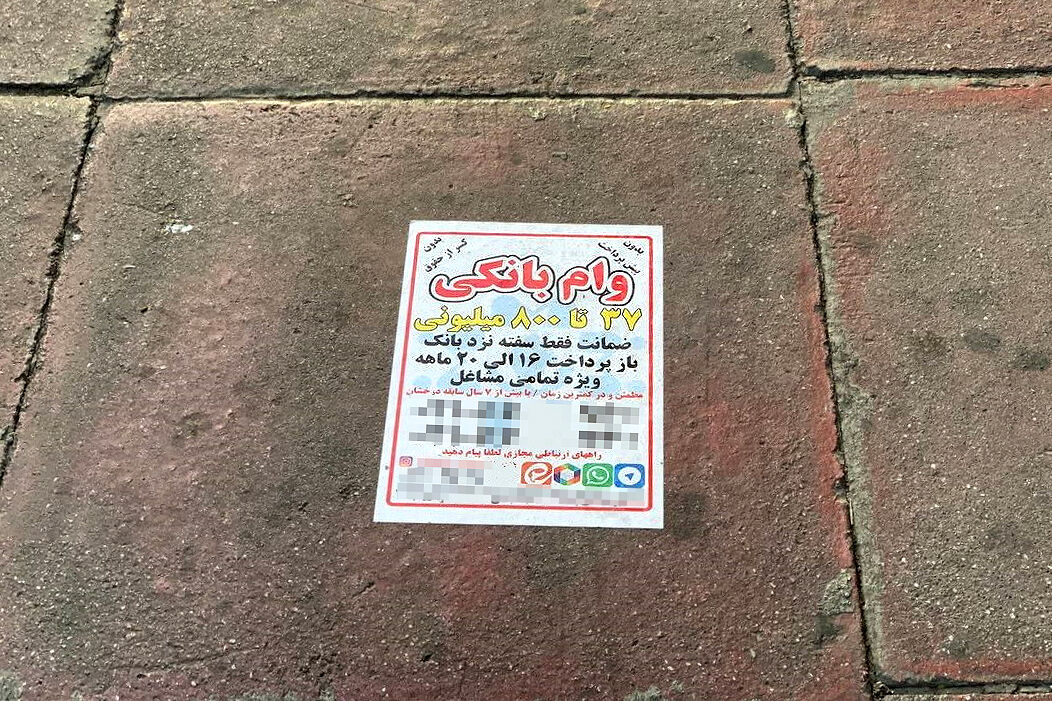 بدون
پیش پرداخت
بدون
کسر از حقوق
وام بانکی
۳۷ تا ۸۰۰ میلیونی
ضمانت فقط سفته نزد بانک
باز پرداخت ۱۶ الی ۲۰ ماهه
ویژه تمامی مشاغل
مطمئن و در کمترین زمان / با بیش از ۷ سال سابقه درخشان
راههای ارتباطی مجازی لطفا پیام دهید